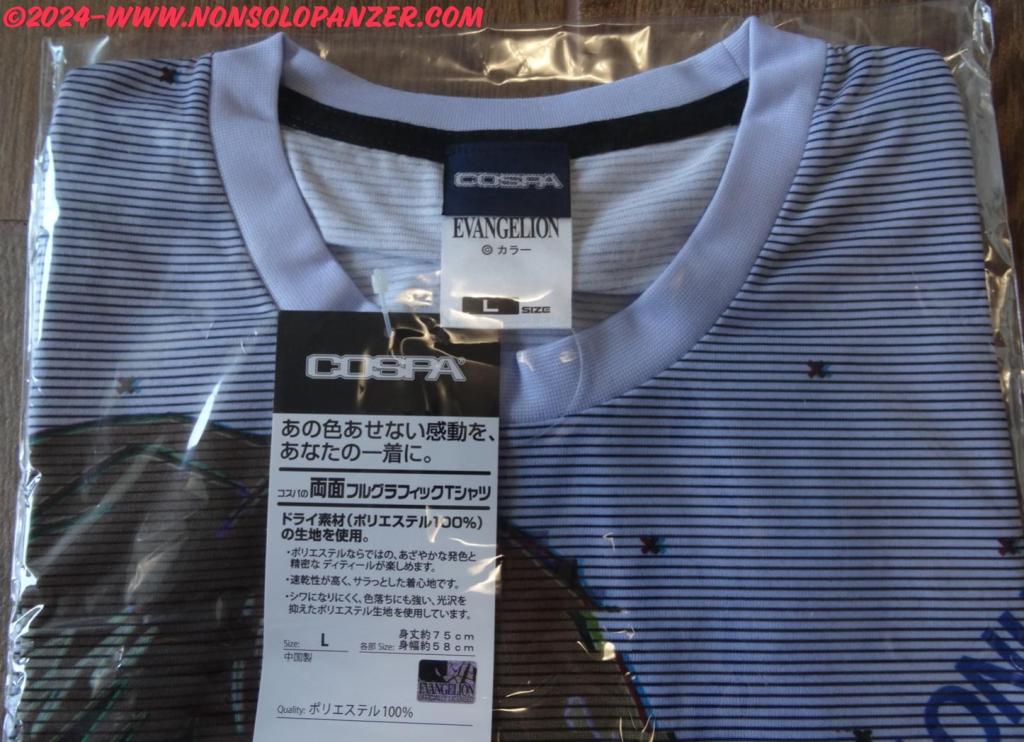 ©2024-WWW.NONSOLOPANZER.COM
COSPA
EVANGELION
© カラー
L SIZE
COSPA®
あの色あせない感動を、
あなたの一着に。
コスパの 両面 フルグラフィックTシャツ
ドライ素材(ポリエステル100%)
の生地を使用。
・ポリエステルならではの、あざやかな発色と
精密な ディティールが楽しめます。
・速乾性が高く、サラっとした着心地です。
・シワになりにくく、色落ちにも強い、光沢を
抑えたポリエステル生地を使用しています。
Size: L 各部 Size: 身丈約75cm
身幅約58cm
中国製
EVANGELION
Quality: ポリエステル100%